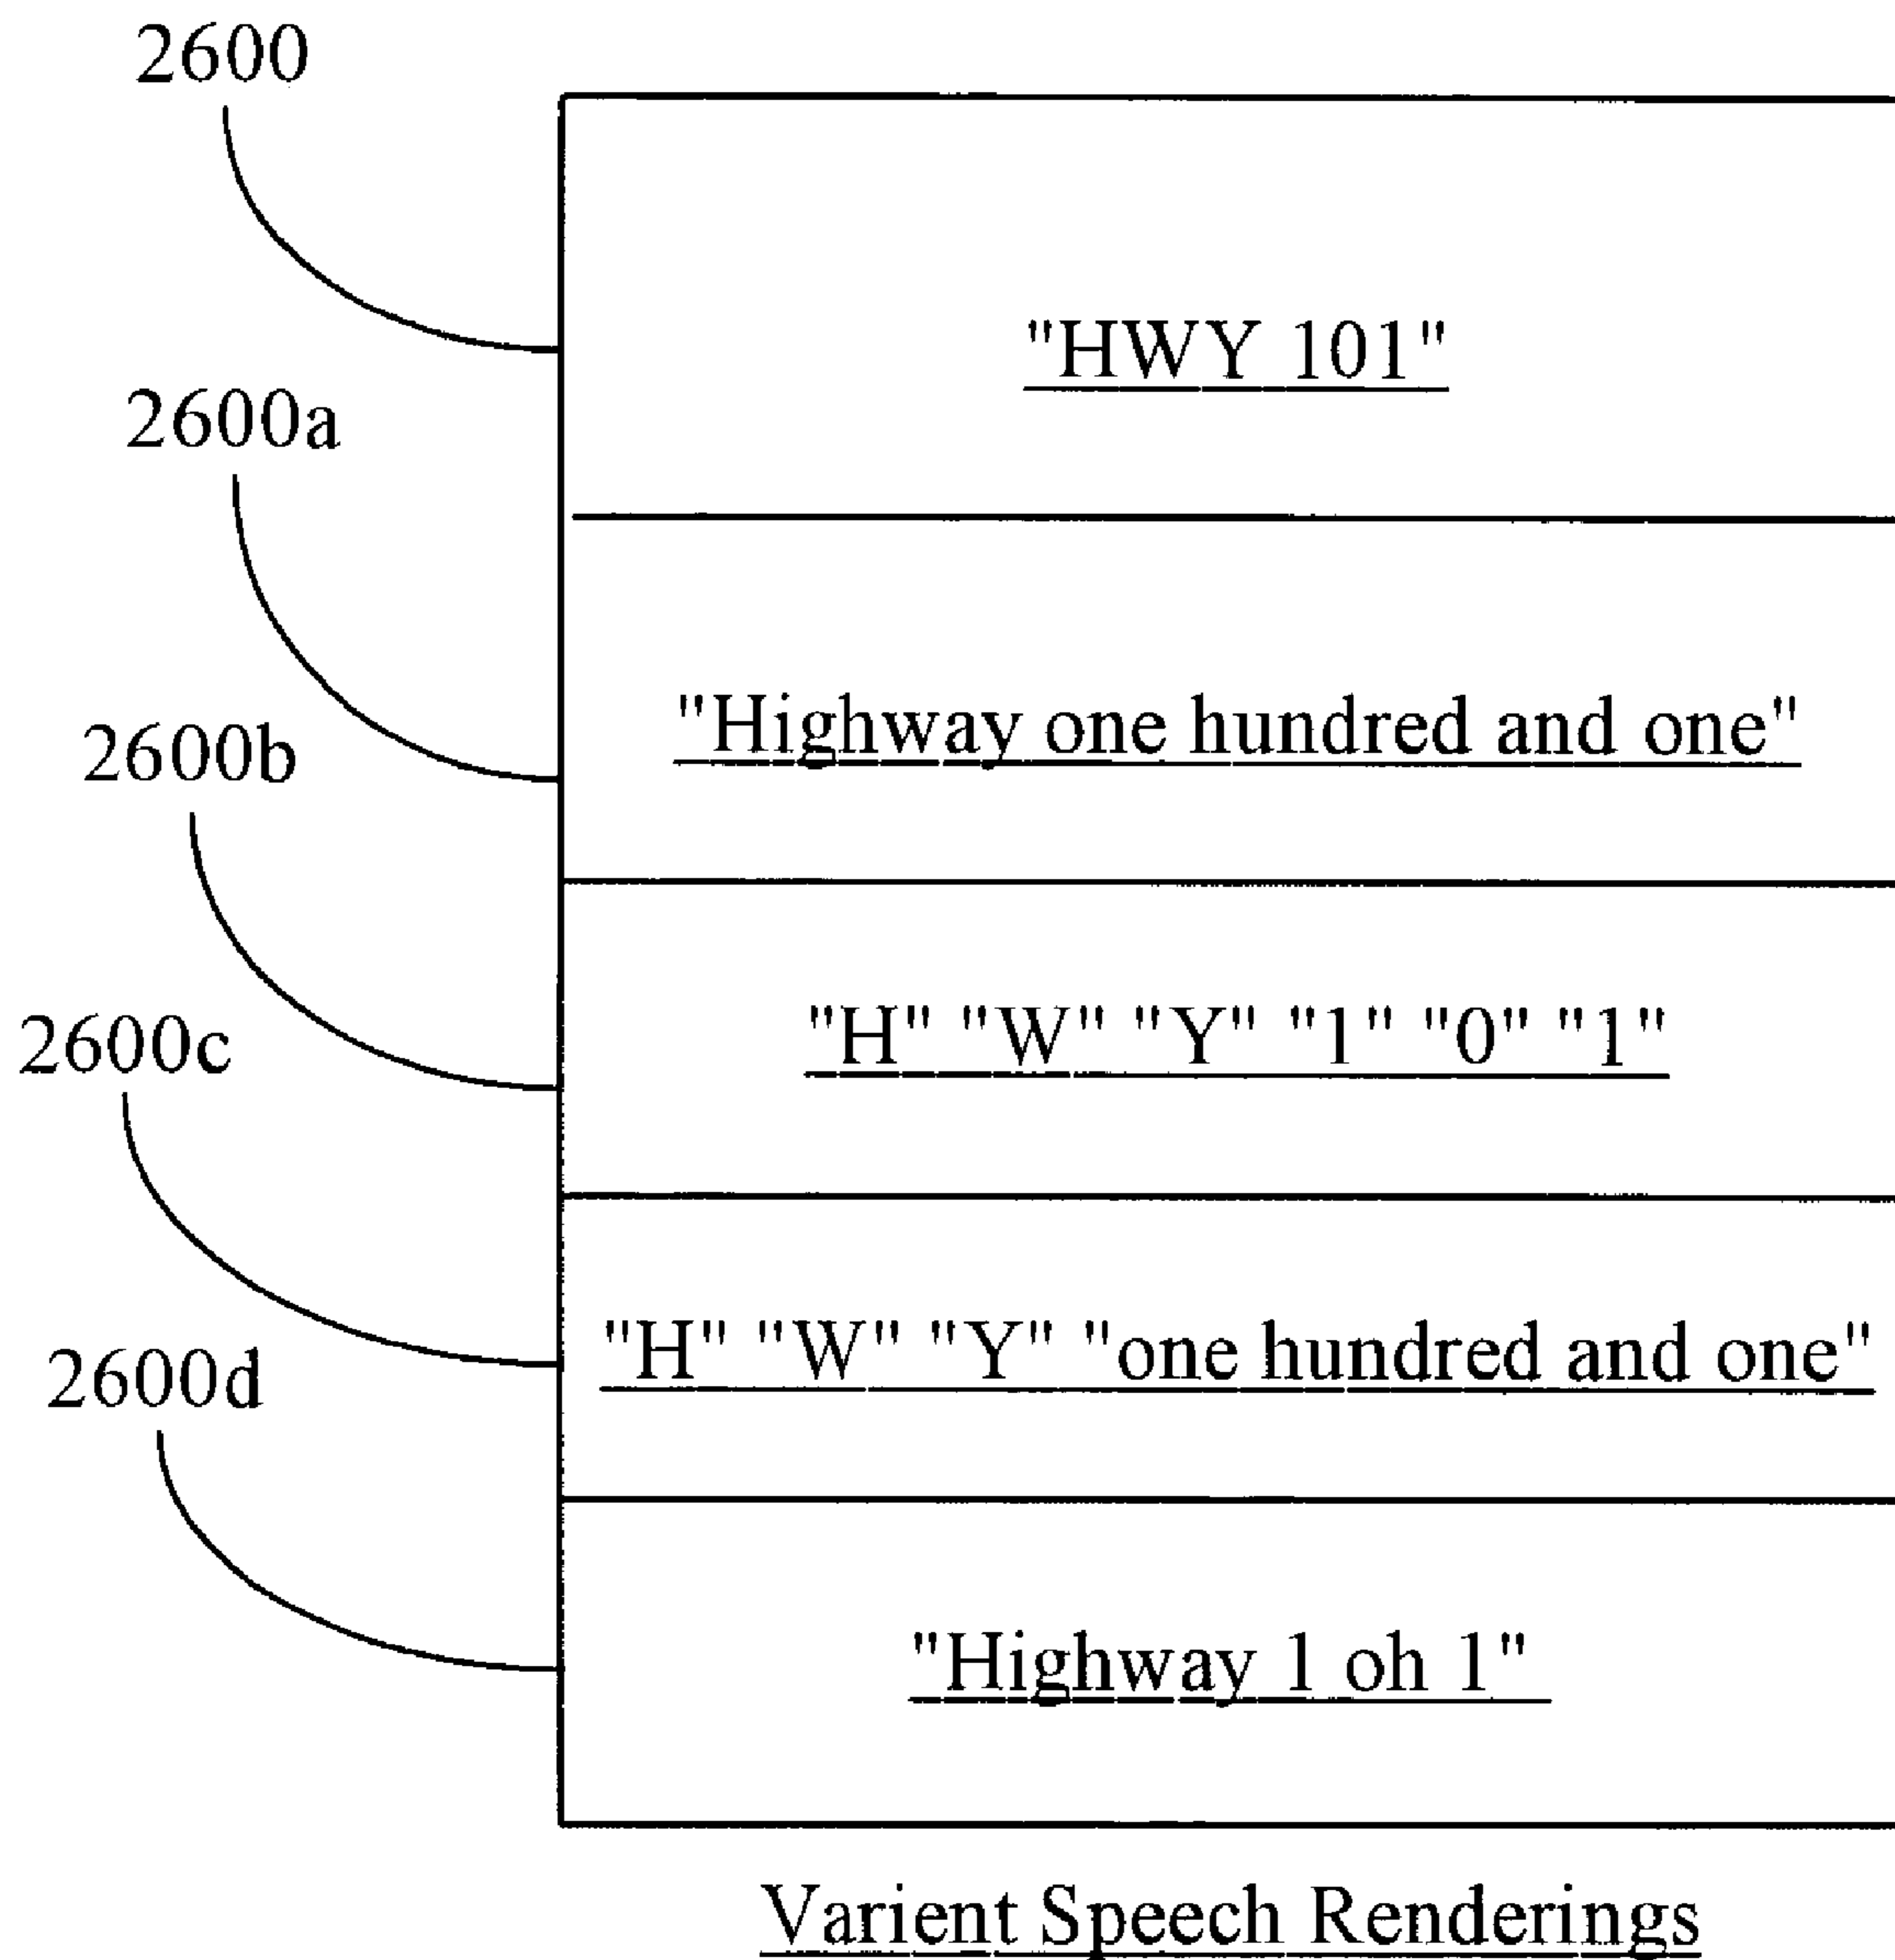 2600
"HWY 101"
2600a
"Highway one hundred and one"
2600b
"H" "W" "Y" "1" "0" "1"
2600c
"H" "W" "Y" "one hundred and one"
2600d
"Highway 1 oh 1"
Varient Speech Renderings